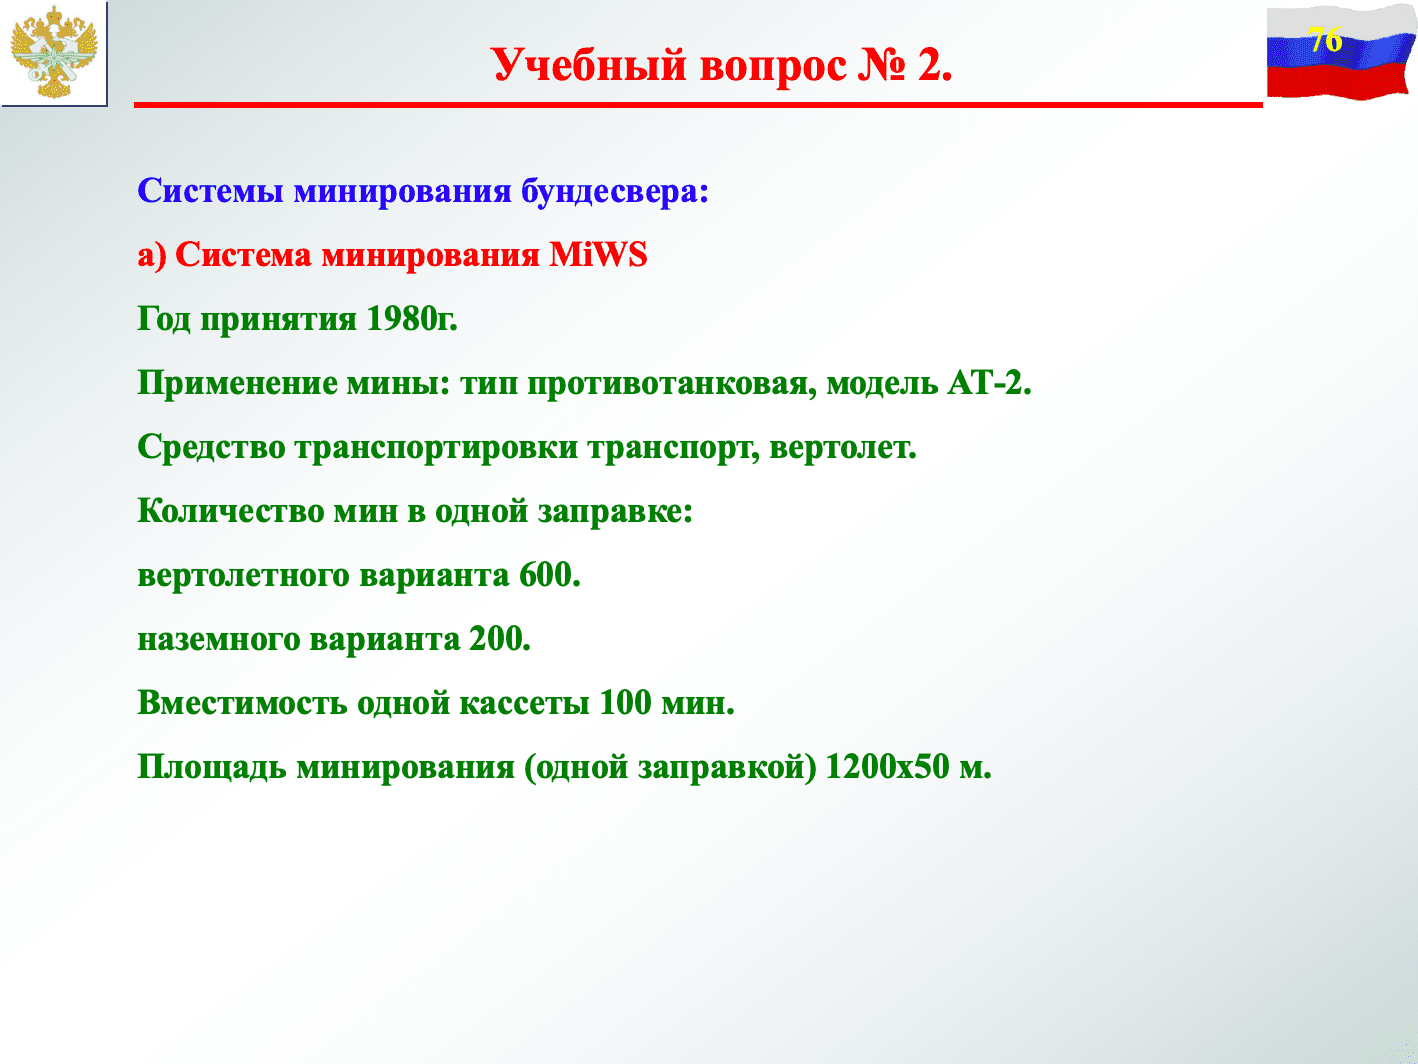 76
Учебный вопрос № 2.
Системы минирования бундесвера:
а) Система минирования MiWS
Год принятия 1980г.
Применение мины: тип противотанковая, модель АТ-2.
Средство транспортировки транспорт, вертолет.
Количество мин в одной заправке:
вертолетного варианта 600.
наземного варианта 200.
Вместимость одной кассеты 100 мин.
Площадь минирования (одной заправкой) 1200х50 м.